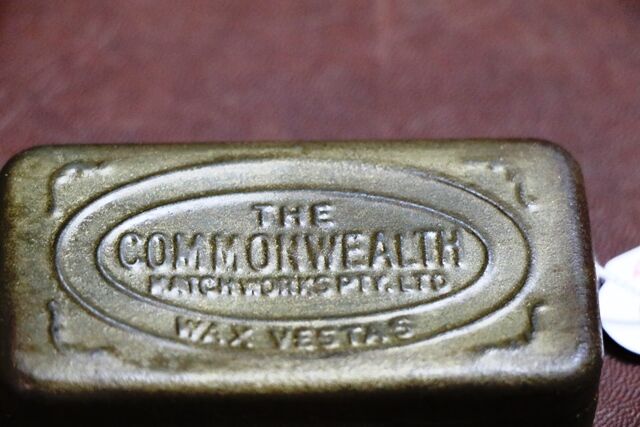 THE
COMMONWEALTH
MATCHWORKS PTY. LTD
WAX VESTAS